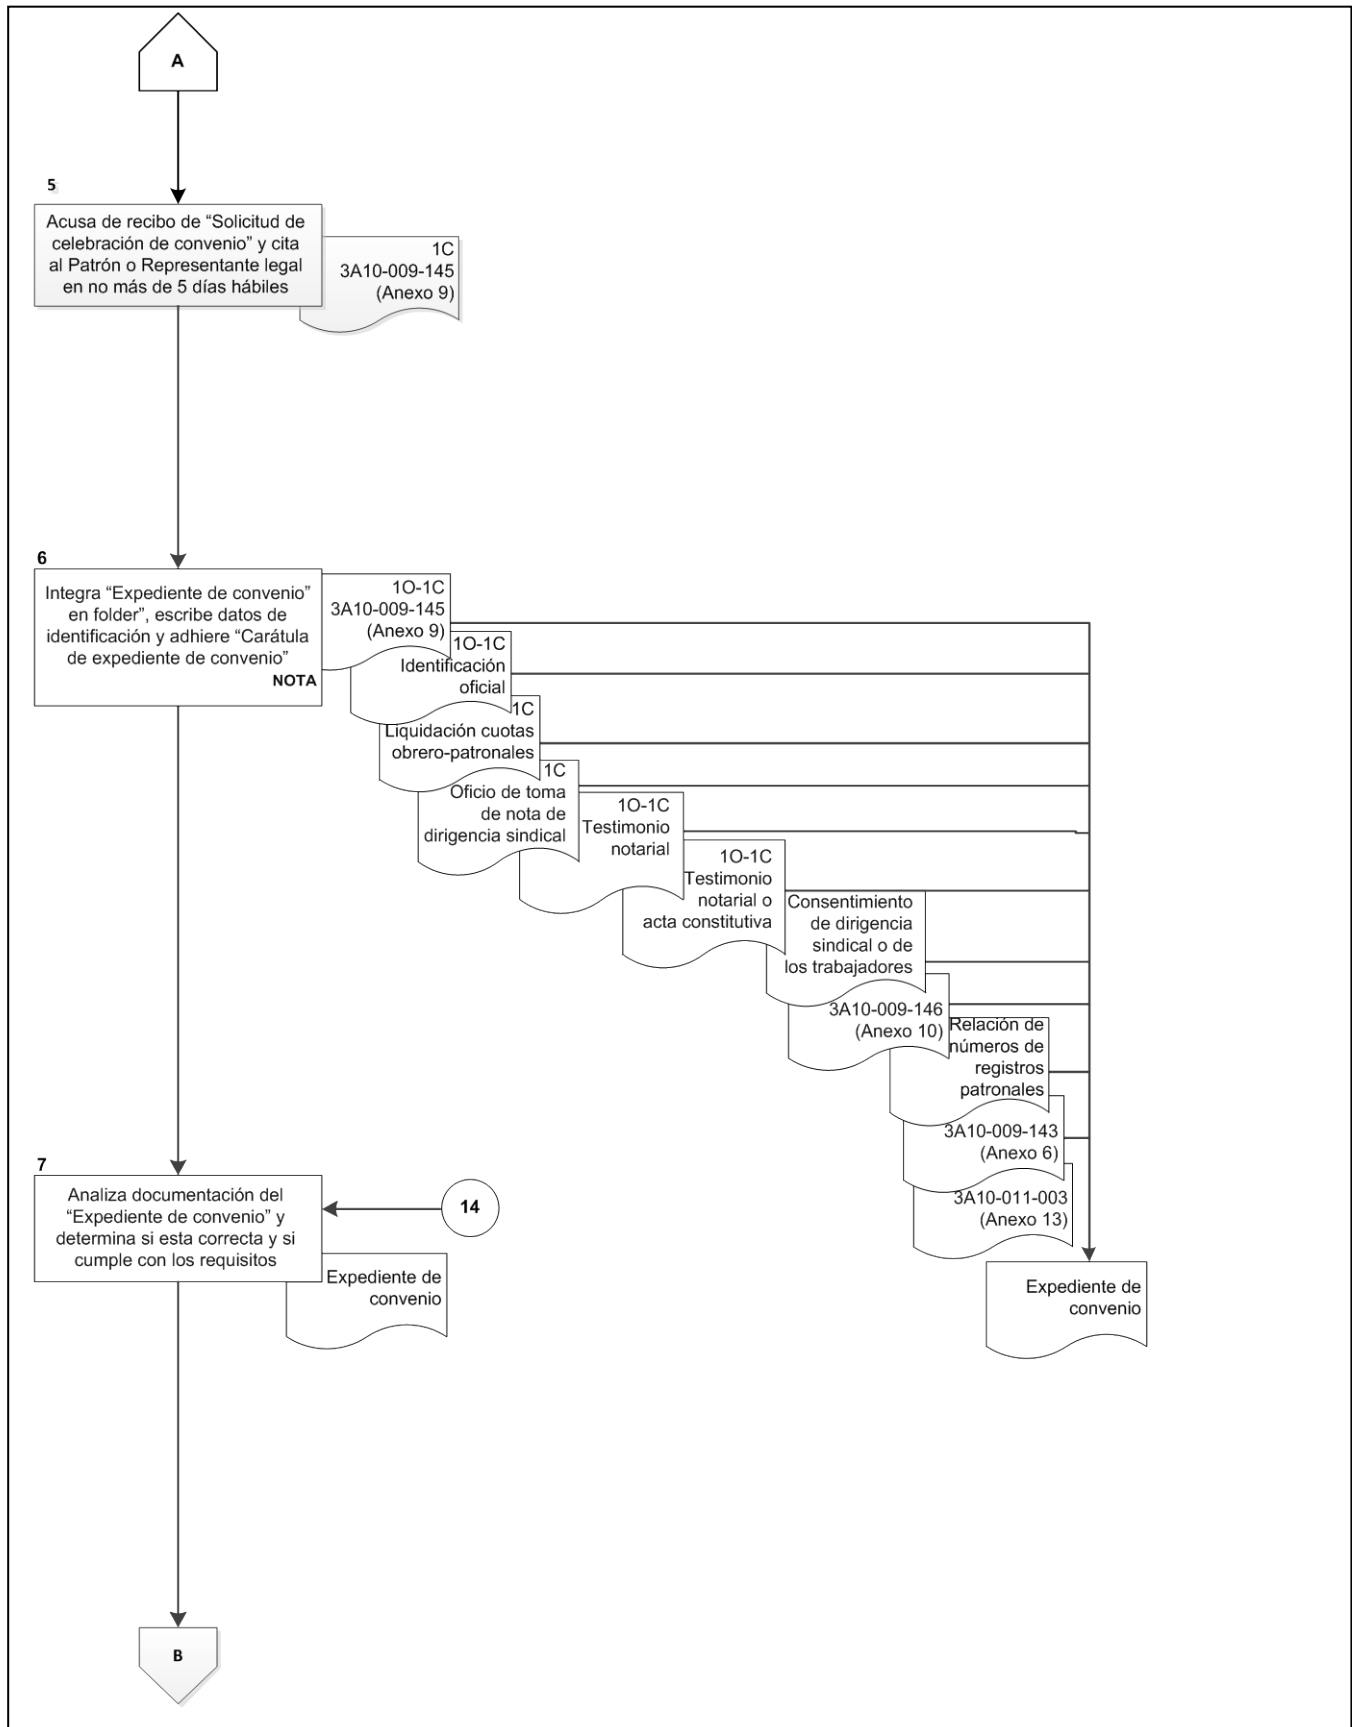 A
5
Acusa de recibo de “Solicitud de
celebración de convenio” y cita
al Patrón o Representante legal
en no más de 5 días hábiles
1C
3A10-009-145
(Anexo 9)
6
Integra “Expediente de convenio”
en folder”, escribe datos de
identificación y adhiere “Carátula
de expediente de convenio”
NOTA
1O-1C
3A10-009-145
(Anexo 9)
1O-1C
Identificación
oficial
1C
Liquidación cuotas
obrero-patronales
1C
Oficio de toma
de nota de
dirigencia sindical
1O-1C
Testimonio
notarial
1O-1C
Testimonio
notarial o
acta constitutiva
Consentimiento
de dirigencia
sindical o de
los trabajadores
3A10-009-146
(Anexo 10)
Relación de
números de
registros
patronales
3A10-009-143
(Anexo 6)
3A10-011-003
(Anexo 13)
7
Analiza documentación del
“Expediente de convenio” y
determina si esta correcta y si
cumple con los requisitos
14
Expediente de
convenio
Expediente de
convenio
B